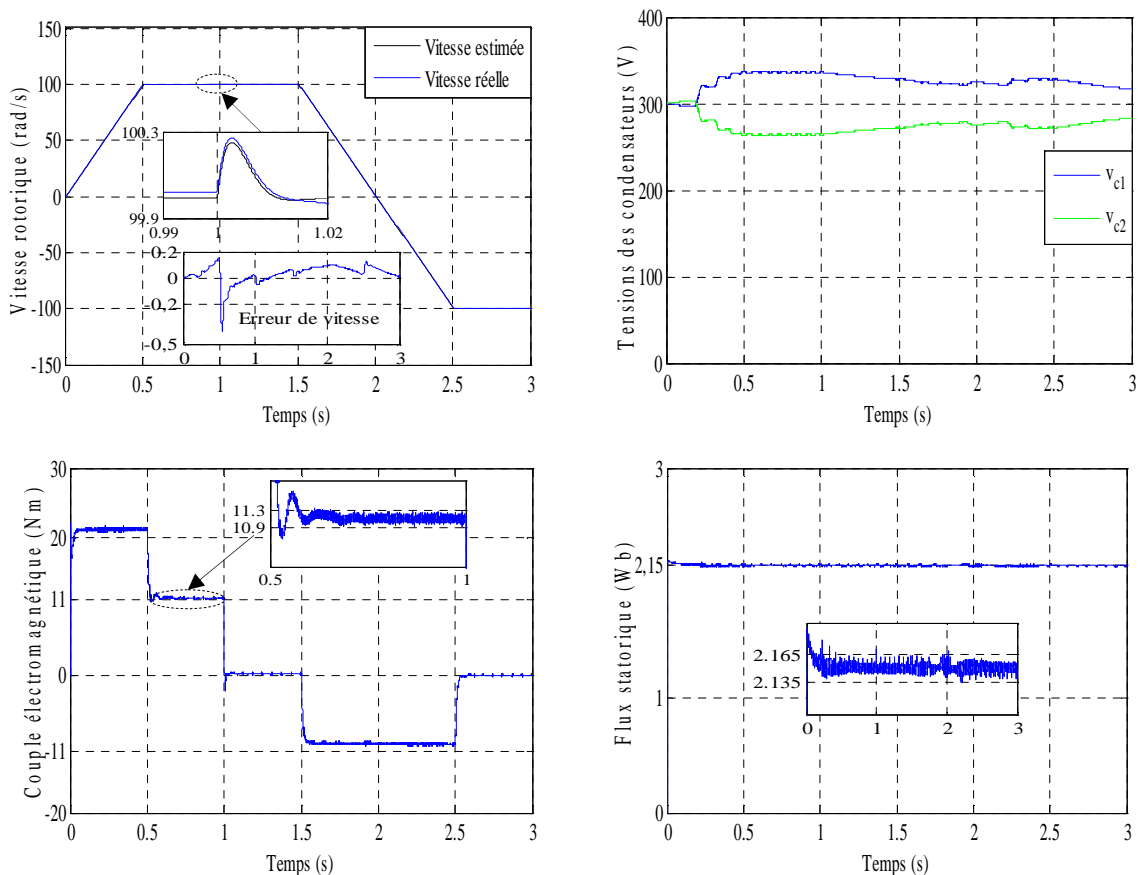 Vitesse rotorique (rad/s)
150
100
50
0
-50
-100
-150
Vitesse estimée
Vitesse réelle
100.3
99.9
0.99
1
1.02
0.2
0
-0.2
-0.5
Erreur de vitesse
0 1 2 3
0 0.5 1 1.5 2 2.5 3
Temps (s)
Tensions des condensateurs (V)
400
300
200
100
0
v_c1
v_c2
0 0.5 1 1.5 2 2.5 3
Temps (s)
Couple électromagnétique (Nm)
30
20
11
0
-11
-20
11.3
10.9
0.5 1
0 0.5 1 1.5 2 2.5 3
Temps (s)
Flux statorique (Wb)
3
2,15
1
0
2.165
2.135
0 1 2 3
0 0.5 1 1.5 2 2.5 3
Temps (s)